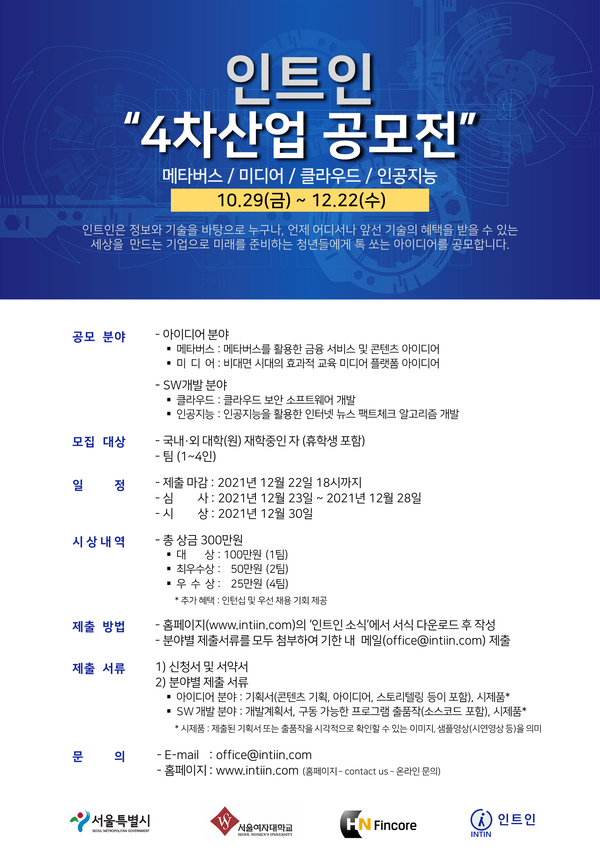 인트인
“4차산업 공모전”
메타버스 / 미디어 / 클라우드 / 인공지능
10.29(금) ~ 12.22(수)
인트인은 정보와 기술을 바탕으로 누구나, 언제 어디서나 앞선 기술의 혜택을 받을 수 있는
세상을 만드는 기업으로 미래를 준비하는 청년들에게 톡 쏘는 아이디어를 공모합니다.
공모 분야 - 아이디어 분야
▪ 메타버스 : 메타버스를 활용한 금융 서비스 및 콘텐츠 아이디어
▪ 미 디 어 : 비대면 시대의 효과적 교육 미디어 플랫폼 아이디어
- SW개발 분야
▪ 클라우드 : 클라우드 보안 소프트웨어 개발
▪ 인공지능 : 인공지능을 활용한 인터넷 뉴스 팩트체크 알고리즘 개발
모집 대상 - 국내·외 대학(원) 재학중인 자 (휴학생 포함)
- 팀 (1~4인)
일 정 - 제출 마감 : 2021년 12월 22일 18시까지
- 심 사 : 2021년 12월 23일 ~ 2021년 12월 28일
- 시 상 : 2021년 12월 30일
시상내역 - 총 상금 300만원
▪ 대 상 : 100만원 (1팀)
▪ 최우수상 : 50만원 (2팀)
▪ 우 수 상 : 25만원 (4팀)
* 추가 혜택 : 인턴십 및 우선 채용 기회 제공
제출 방법 - 홈페이지(www.intiin.com)의 ‘인트인 소식’에서 서식 다운로드 후 작성
- 분야별 제출서류를 모두 첨부하여 기한 내 메일(office@intiin.com) 제출
제출 서류 1) 신청서 및 서약서
2) 분야별 제출 서류
▪ 아이디어 분야 : 기획서(콘텐츠 기획, 아이디어, 스토리텔링 등이 포함), 시제품*
▪ SW 개발 분야 : 개발계획서, 구동 가능한 프로그램 출품작(소스코드 포함), 시제품*
* 시제품 : 제출된 기획서 또는 출품작을 시각적으로 확인할 수 있는 이미지, 샘플영상(시연영상 등)을 의미
문 의 - E-mail : office@intiin.com
- 홈페이지 : www.intiin.com (홈페이지 – contact us – 온라인 문의)
서울특별시
SEOUL METROPOLITAN GOVERNMENT
서울여자대학교
SEOUL WOMEN'S UNIVERSITY
HN Fincore
INTIN 인트인